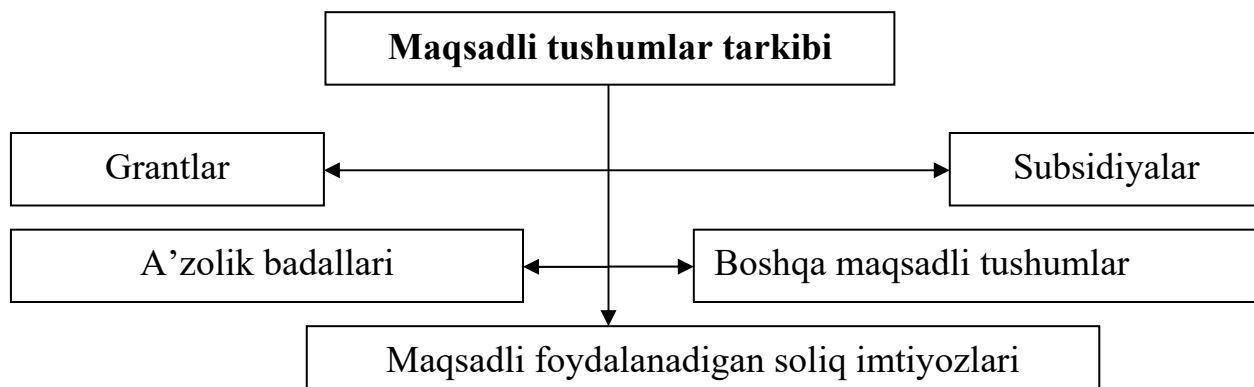 Maqsadli tushumlar tarkibi
Grantlar
Subsidiyalar
A’zolik badallari
Boshqa maqsadli tushumlar
Maqsadli foydalanadigan soliq imtiyozlari